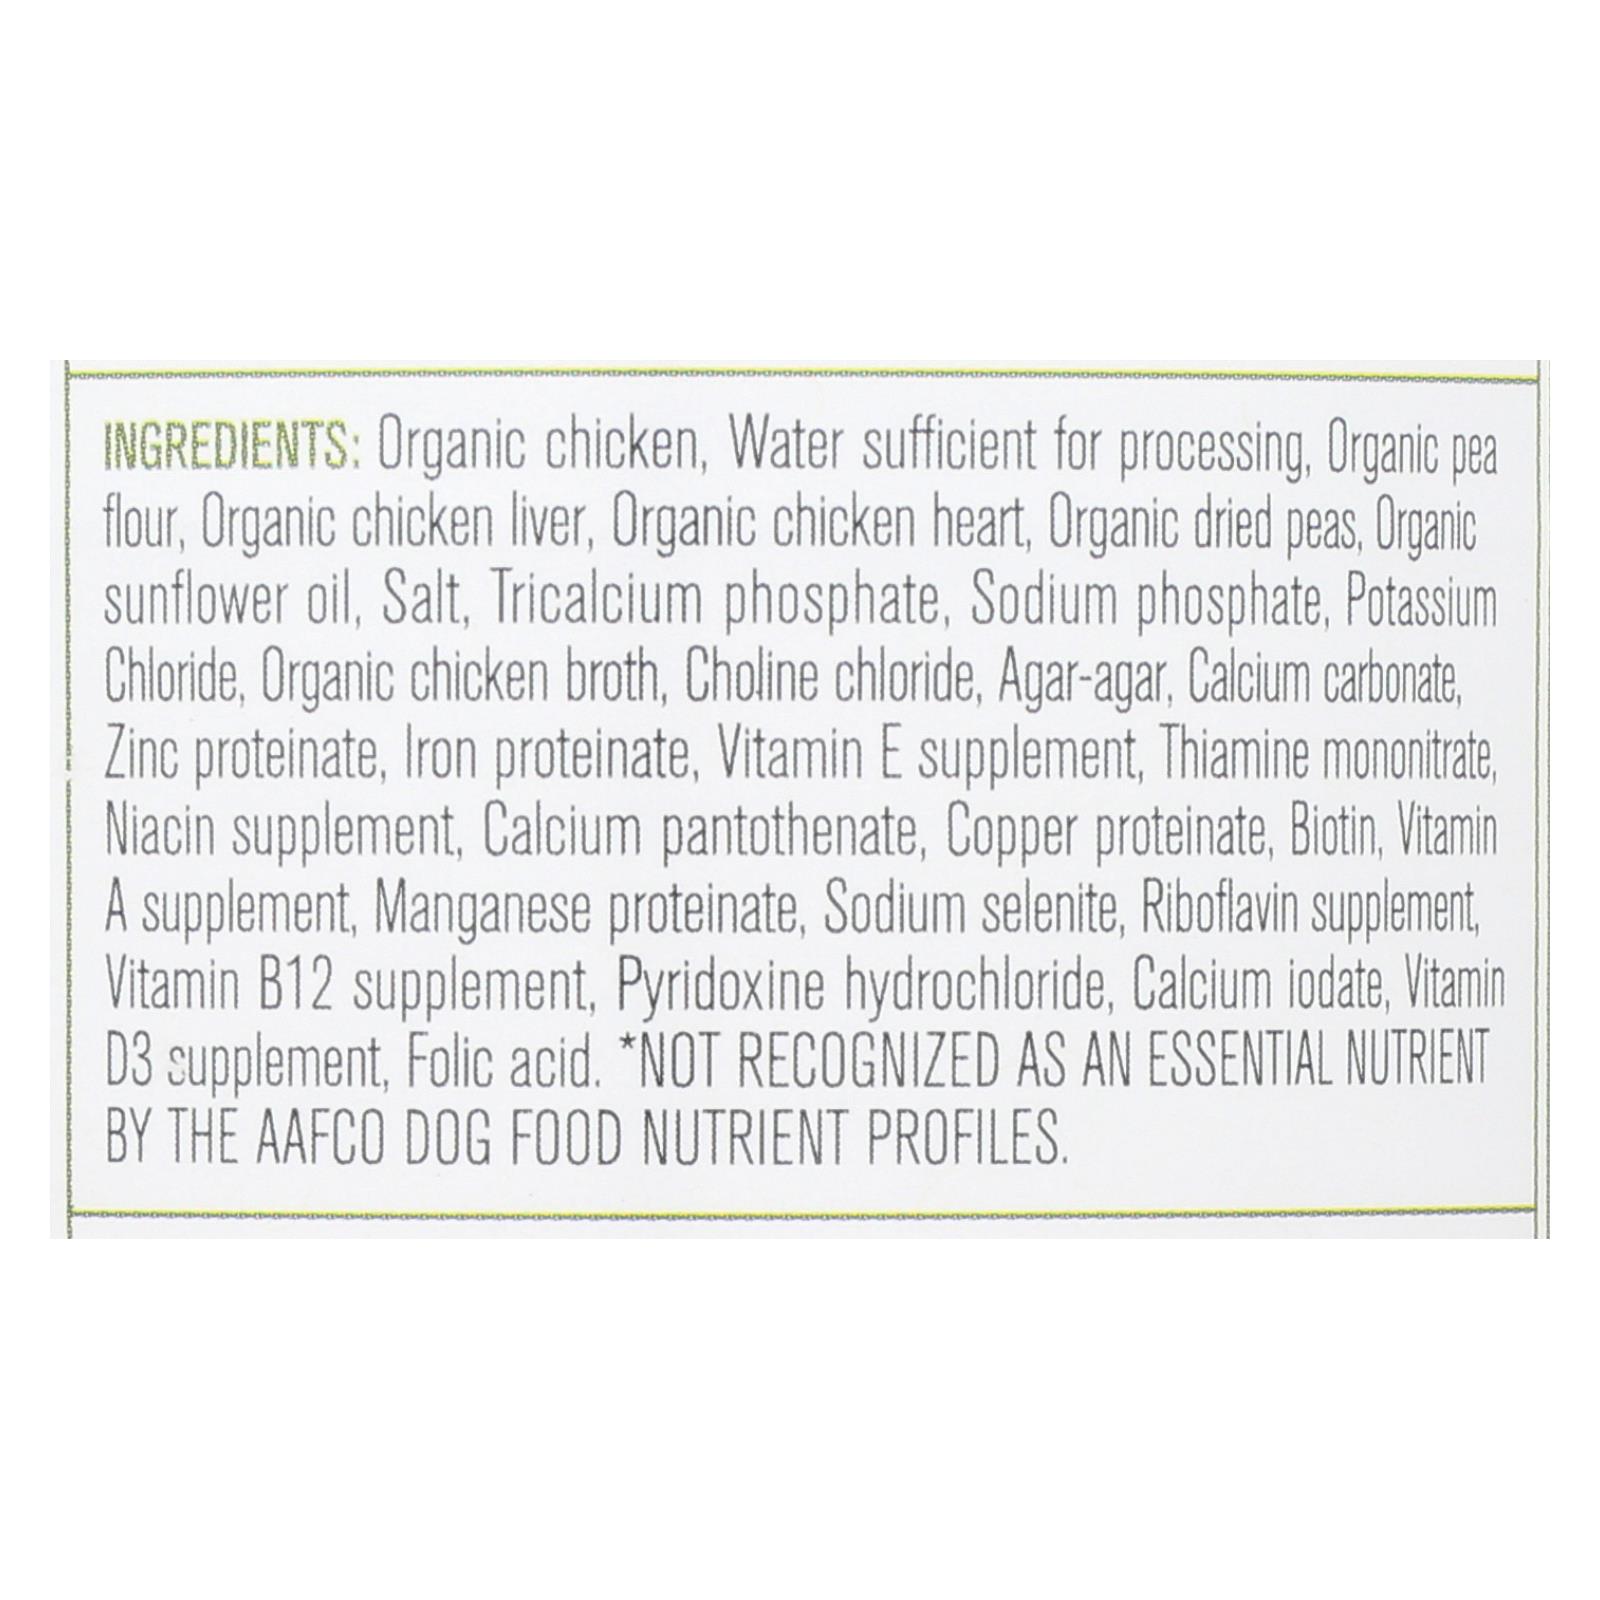 INGREDIENTS: Organic chicken, Water sufficient for processing, Organic pea
flour, Organic chicken liver, Organic chicken heart, Organic dried peas, Organic
sunflower oil, Salt, Tricalcium phosphate, Sodium phosphate, Potassium
Chloride, Organic chicken broth, Choline chloride, Agar-agar, Calcium carbonate,
Zinc proteinate, Iron proteinate, Vitamin E supplement, Thiamine mononitrate,
Niacin supplement, Calcium pantothenate, Copper proteinate, Biotin, Vitamin
A supplement, Manganese proteinate, Sodium selenite, Riboflavin supplement,
Vitamin B12 supplement, Pyridoxine hydrochloride, Calcium iodate, Vitamin
D3 supplement, Folic acid. *NOT RECOGNIZED AS AN ESSENTIAL NUTRIENT
BY THE AAFCO DOG FOOD NUTRIENT PROFILES.